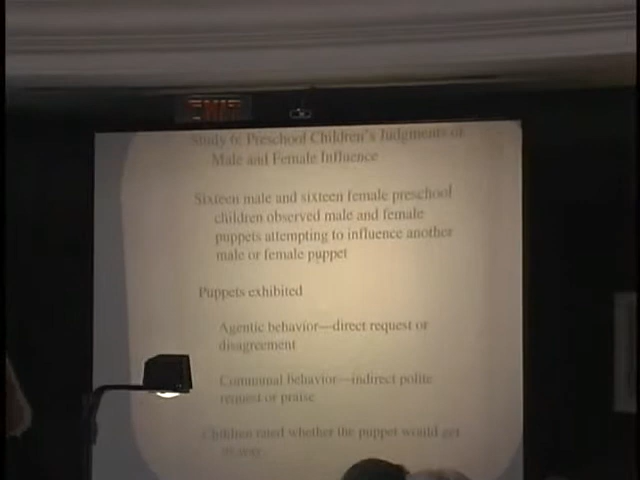 EXIT
Study 6: Preschool Children's Judgments of
Male and Female Influence
Sixteen male and sixteen female preschool
children observed male and female
puppets attempting to influence another
male or female puppet
Puppets exhibited
Agentic behavior—direct request or
disagreement
Communal behavior—indirect polite
request or praise
Children rated whether the puppet would get